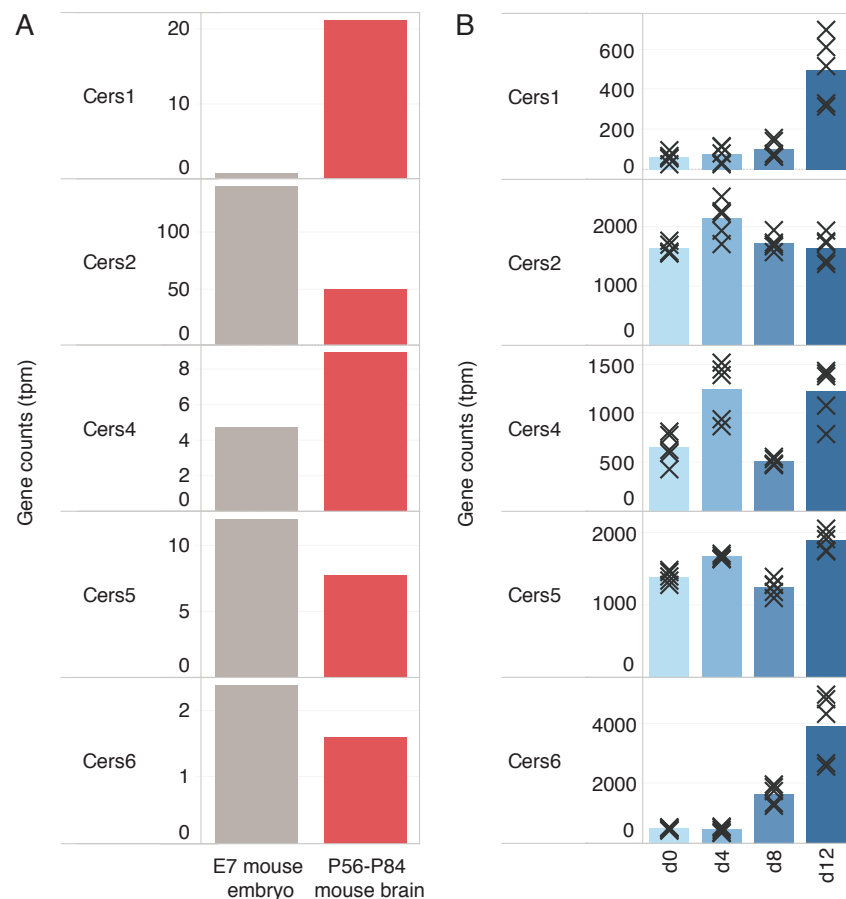 A
Gene counts (tpm)
Cers1
20
10
0
Cers2
100
50
0
Cers4
8
6
4
2
0
Cers5
10
5
0
Cers6
2
1
0
E7 mouse
embryo
P56-P84
mouse brain
B
Gene counts (tpm)
Cers1
600
400
200
0
Cers2
2000
1000
0
Cers4
1500
1000
500
0
Cers5
2000
1000
0
Cers6
4000
2000
0
d0
d4
d8
d12